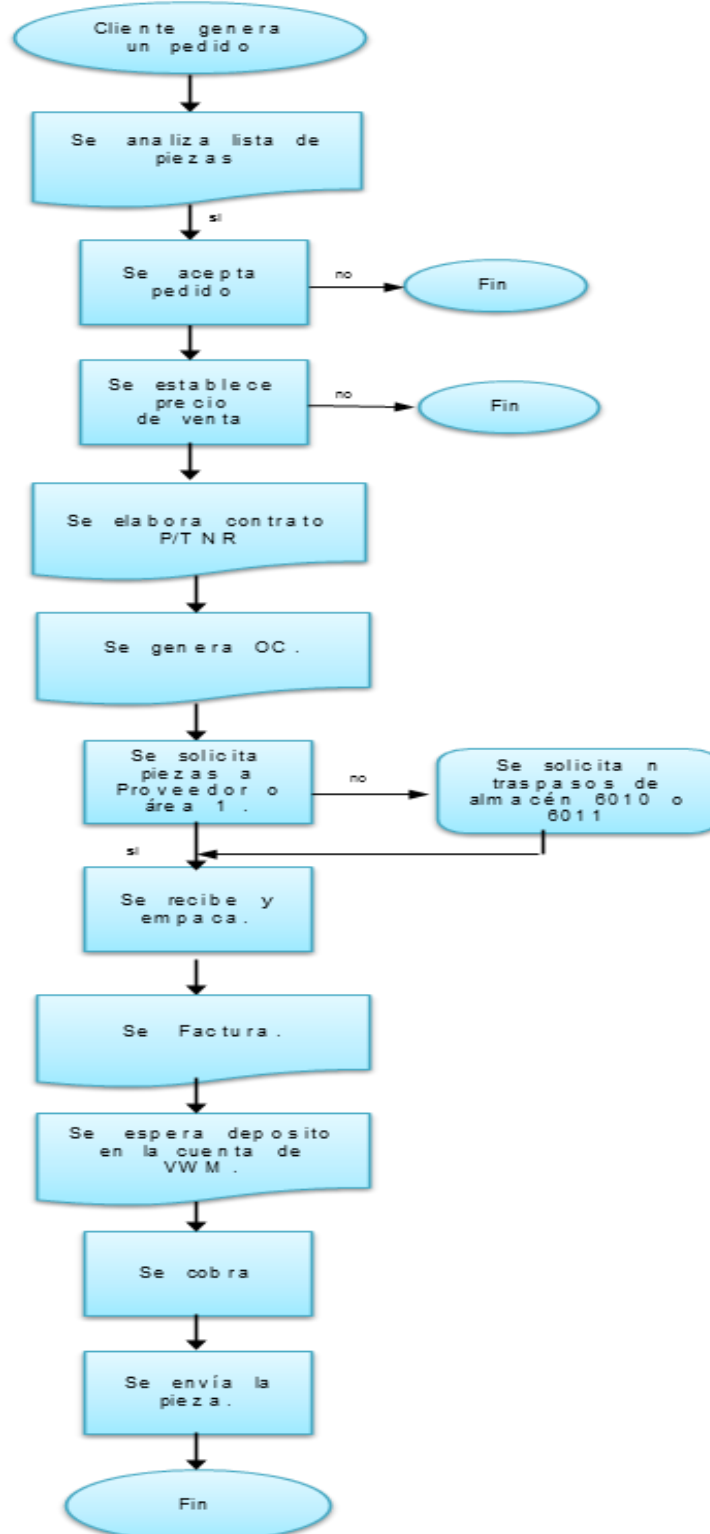 Cliente genera
un pedido
Se analiza lista de
piezas
si
Se acepta
pedido
no
Fin
Se establece
precio
de venta
no
Fin
Se elabora contrato
P/TNR
Se genera OC.
Se solicita
piezas a
Proveedor o
área 1.
no
Se solicitan
traspasos de
almacén 6010 o
6011
si
Se recibe y
empaca.
Se Factura.
Se espera deposito
en la cuenta de
VWM.
Se cobra
Se envía la
pieza.
Fin